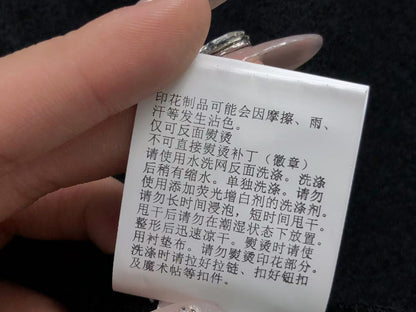 印花制品可能会因摩擦、雨、
汗等发生沾色。
仅可反面熨烫
不可直接熨烫补丁（徽章）
请使用水洗网反面洗涤。洗涤
后稍有缩水。单独洗涤。请勿
使用添加荧光增白剂的洗涤剂。
请勿长时间浸泡，短时间甩干。
甩干后请勿在潮湿状态下放置。
整形后迅速凉干。熨烫时请使
用衬垫布。请勿熨烫印花部分。
洗涤时请拉好拉链、扣好钮扣
及魔术帖等扣件。